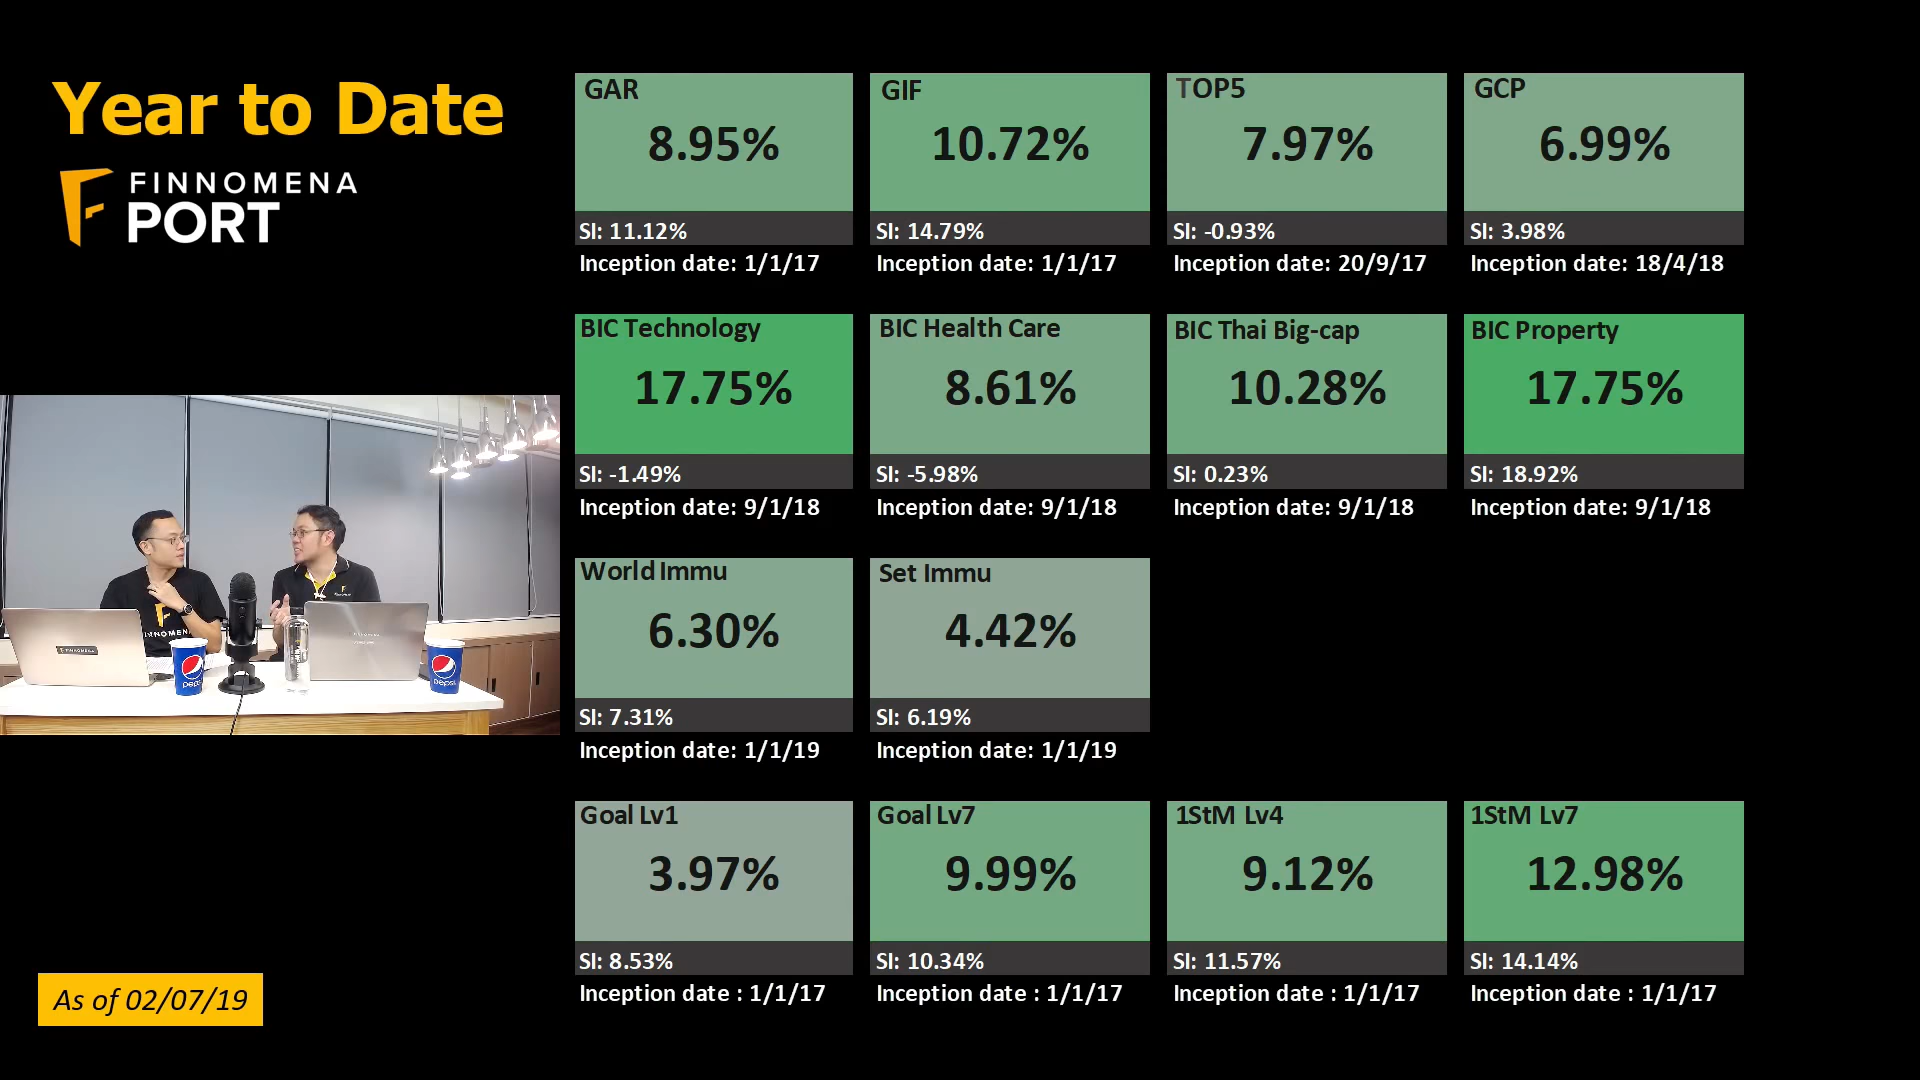 Year to Date
FINNOMENA
PORT
GAR
8.95%
SI: 11.12%
Inception date: 1/1/17
GIF
10.72%
SI: 14.79%
Inception date: 1/1/17
TOP5
7.97%
SI: -0.93%
Inception date: 20/9/17
GCP
6.99%
SI: 3.98%
Inception date: 18/4/18
BIC Technology
17.75%
SI: -1.49%
Inception date: 9/1/18
BIC Health Care
8.61%
SI: -5.98%
Inception date: 9/1/18
BIC Thai Big-cap
10.28%
SI: 0.23%
Inception date: 9/1/18
BIC Property
17.75%
SI: 18.92%
Inception date: 9/1/18
World Immu
6.30%
SI: 7.31%
Inception date: 1/1/19
Set Immu
4.42%
SI: 6.19%
Inception date: 1/1/19
Goal Lv1
3.97%
SI: 8.53%
Inception date : 1/1/17
Goal Lv7
9.99%
SI: 10.34%
Inception date : 1/1/17
1StM Lv4
9.12%
SI: 11.57%
Inception date : 1/1/17
1StM Lv7
12.98%
SI: 14.14%
Inception date : 1/1/17
pepsi
pepsi
As of 02/07/19